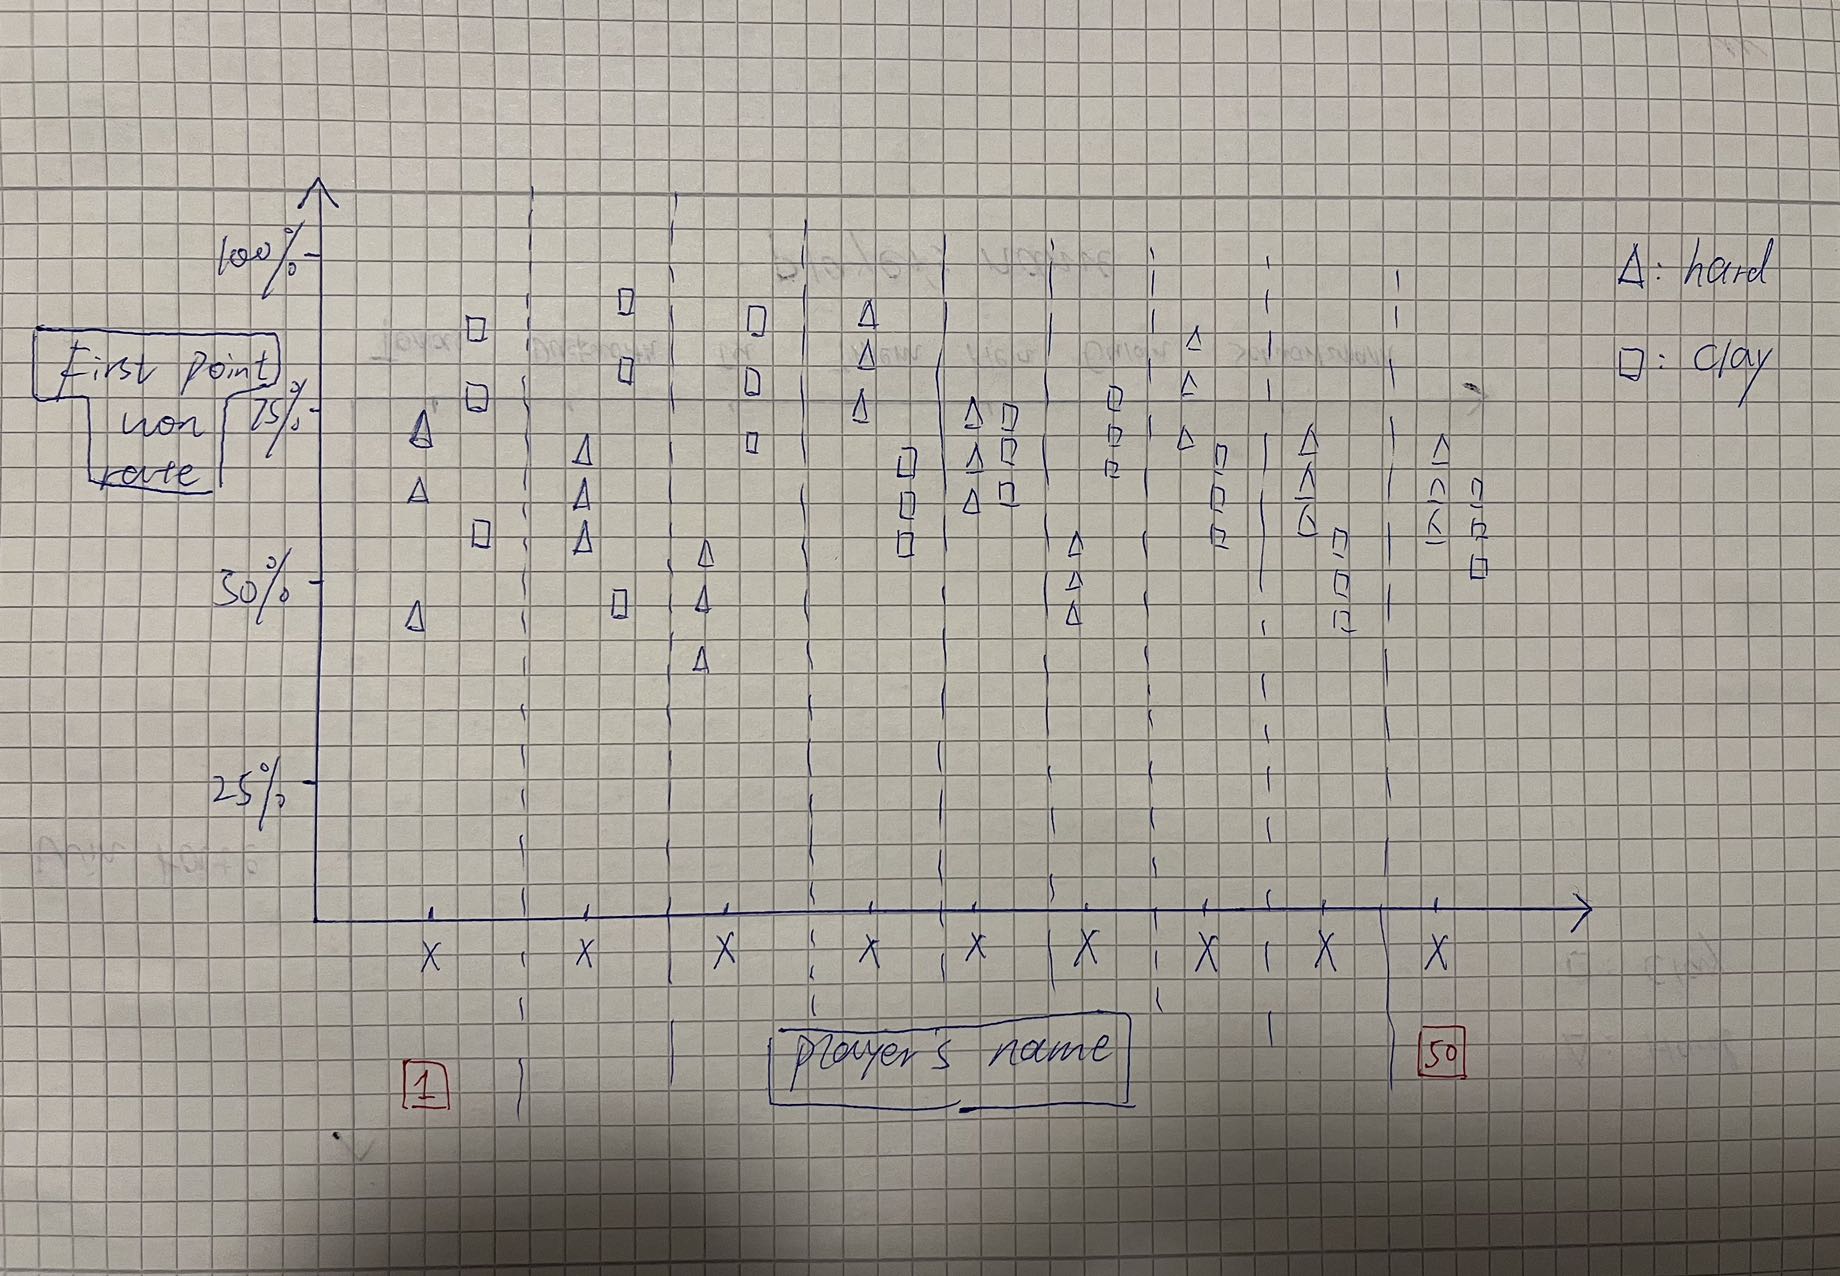 100%
Δ: hard
□: clay
First point
won
rate
75%
50%
25%
X X X X X X X X X
player's name
1
50